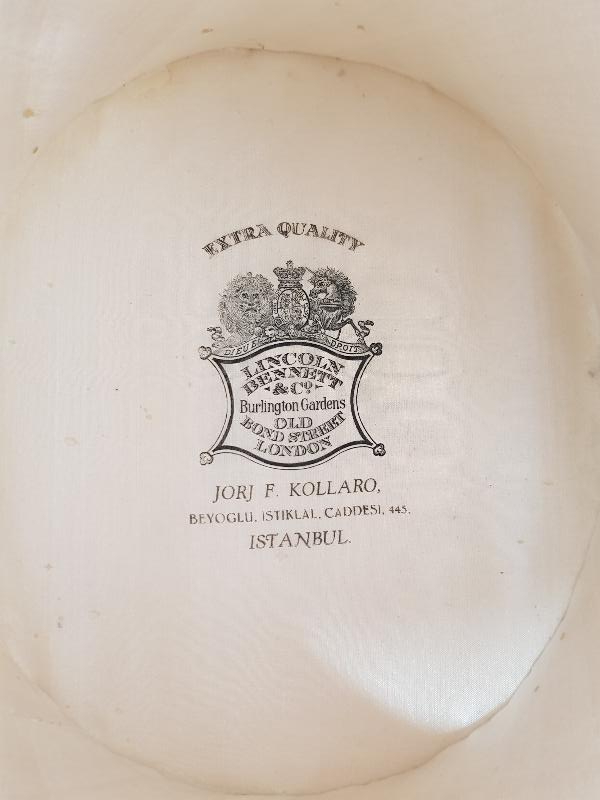 EXTRA QUALITY
DIEU ET DROIT
LINCOLN
BENNETT
& Cº
Burlington Gardens
OLD
BOND STREET
LONDON
JORJ F. KOLLARO,
BEYOGLU, ISTIKLAL, CADDESI, 445,
ISTANBUL.